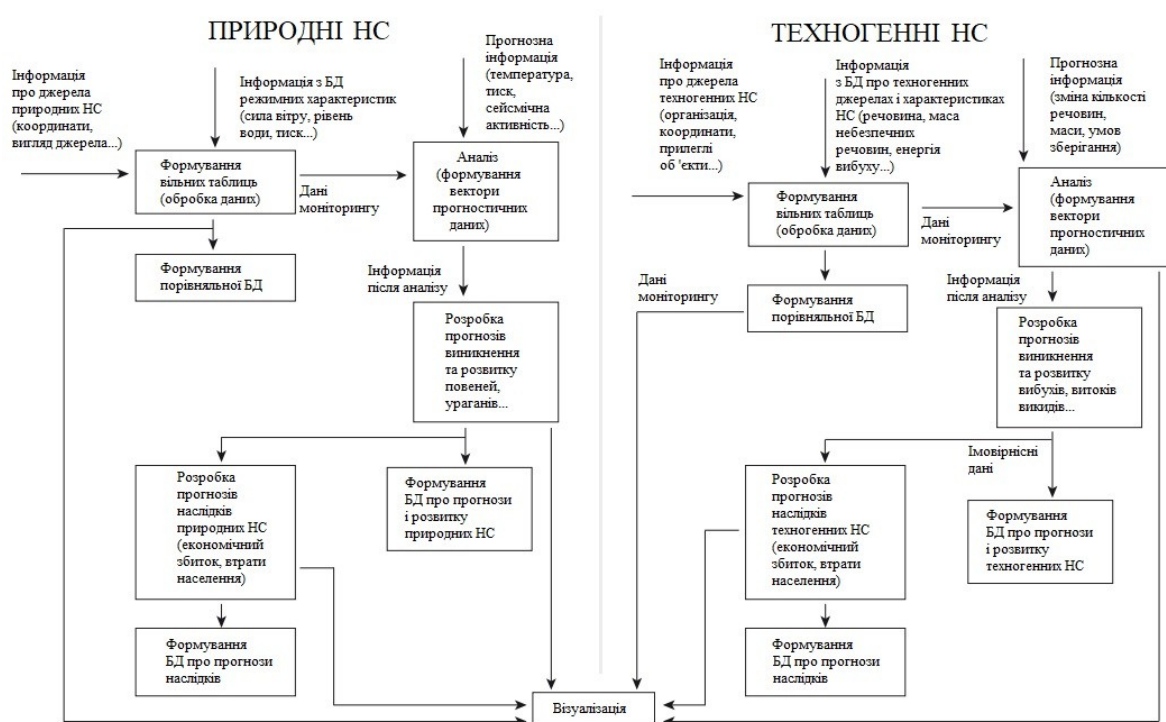 ПРИРОДНІ НС
Інформація
про джерела
природних НС
(координати,
вигляд джерела...)
Інформація з БД
режимних характеристик
(сила вітру, рівень
води, тиск...)
Прогнозна
інформація
(температура,
тиск,
сейсмічна
активність...)
Формування
вільних таблиць
(обробка даних)
Дані
моніторингу
Аналіз
(формування
вектори
прогностичних
даних)
Формування
порівняльної БД
Інформація
після аналізу
Розробка
прогнозів
виникнення
та розвитку
повеней,
ураганів...
Розробка
прогнозів
наслідків
природних НС
(економічний
збиток, втрати
населення)
Формування
БД про прогнози
і розвитку
природних НС
Формування
БД про прогнози
наслідків
ТЕХНОГЕННІ НС
Інформація
про джерела
техногенних НС
(організація,
координати,
прилеглі
об 'єкти...)
Інформація
з БД про техногенних
джерелах і характеристиках
НС (речовина, маса
небезпечних
речовин, енергія
вибуху...)
Прогнозна
інформація
(зміна кількості
речовин,
маси, умов
зберігання)
Формування
вільних таблиць
(обробка даних)
Дані
моніторингу
Аналіз
(формування
вектори
прогностичних
даних)
Дані
моніторингу
Формування
порівняльної БД
Інформація
після аналізу
Розробка
прогнозів
виникнення
та розвитку
вибухів, витоків
викидів...
Імовірнісні
дані
Розробка
прогнозів
наслідків
техногенних НС
(економічний
збиток, втрати
населення)
Формування
БД про прогнози
і розвитку
техногенних НС
Формування
БД про прогнози
наслідків
Візуалізація